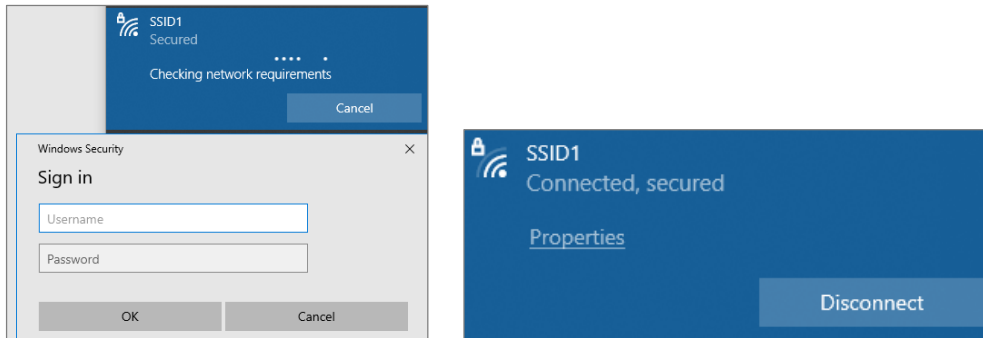 SSID1
Secured
Checking network requirements
Cancel
Windows Security
Sign in
Username
Password
OK Cancel
SSID1
Connected, secured
Properties
Disconnect